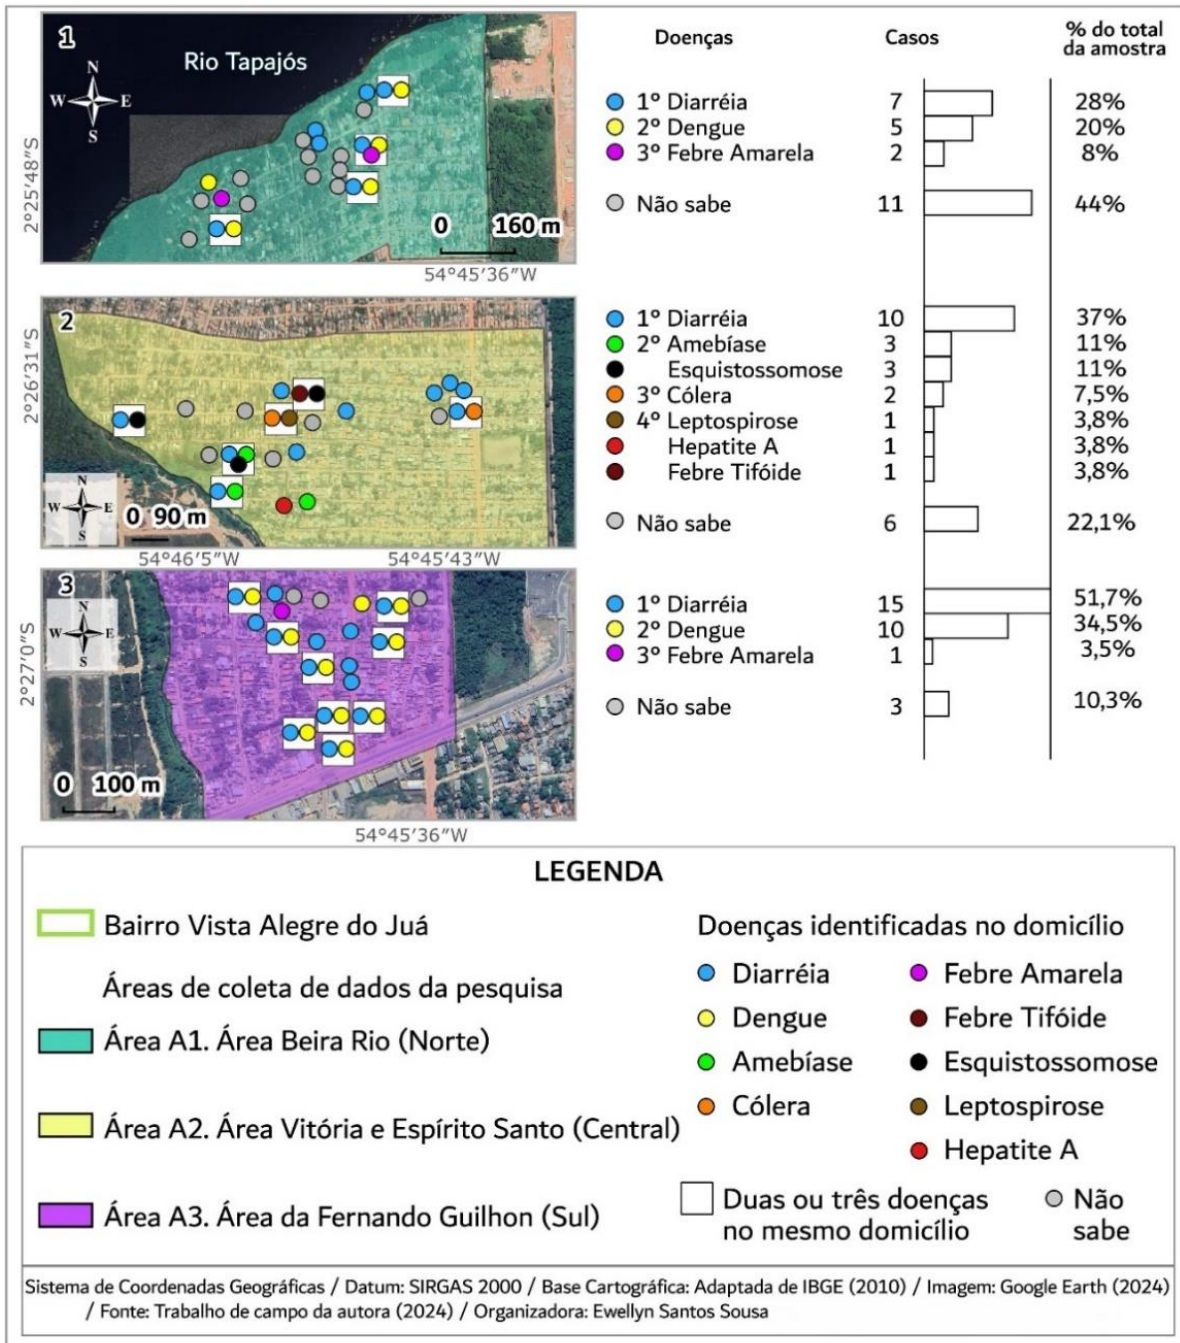 1
Rio Tapajós
N
W E
S
2°25'48"S
0 160 m
54°45'36"W
Doenças Casos % do total da amostra
1º Diarréia 7 28%
2º Dengue 5 20%
3º Febre Amarela 2 8%
Não sabe 11 44%
2
2°26'31"S
N
W E
S
0 90 m
54°46'5"W 54°45'43"W
1º Diarréia 10 37%
2º Amebíase 3 11%
Esquistossomose 3 11%
3º Cólera 2 7,5%
4º Leptospirose 1 3,8%
Hepatite A 1 3,8%
Febre Tifóide 1 3,8%
Não sabe 6 22,1%
3
N
W E
S
2°27'0"S
0 100 m
54°45'36"W
1º Diarréia 15 51,7%
2º Dengue 10 34,5%
3º Febre Amarela 1 3,5%
Não sabe 3 10,3%
LEGENDA
Bairro Vista Alegre do Juá
Áreas de coleta de dados da pesquisa
Área A1. Área Beira Rio (Norte)
Área A2. Área Vitória e Espírito Santo (Central)
Área A3. Área da Fernando Guilhon (Sul)
Doenças identificadas no domicílio
Diarréia
Dengue
Amebíase
Cólera
Febre Amarela
Febre Tifóide
Esquistossomose
Leptospirose
Hepatite A
Duas ou três doenças
no mesmo domicílio
Não
sabe
Sistema de Coordenadas Geográficas / Datum: SIRGAS 2000 / Base Cartográfica: Adaptada de IBGE (2010) / Imagem: Google Earth (2024)
/ Fonte: Trabalho de campo da autora (2024) / Organizadora: Ewellyn Santos Sousa